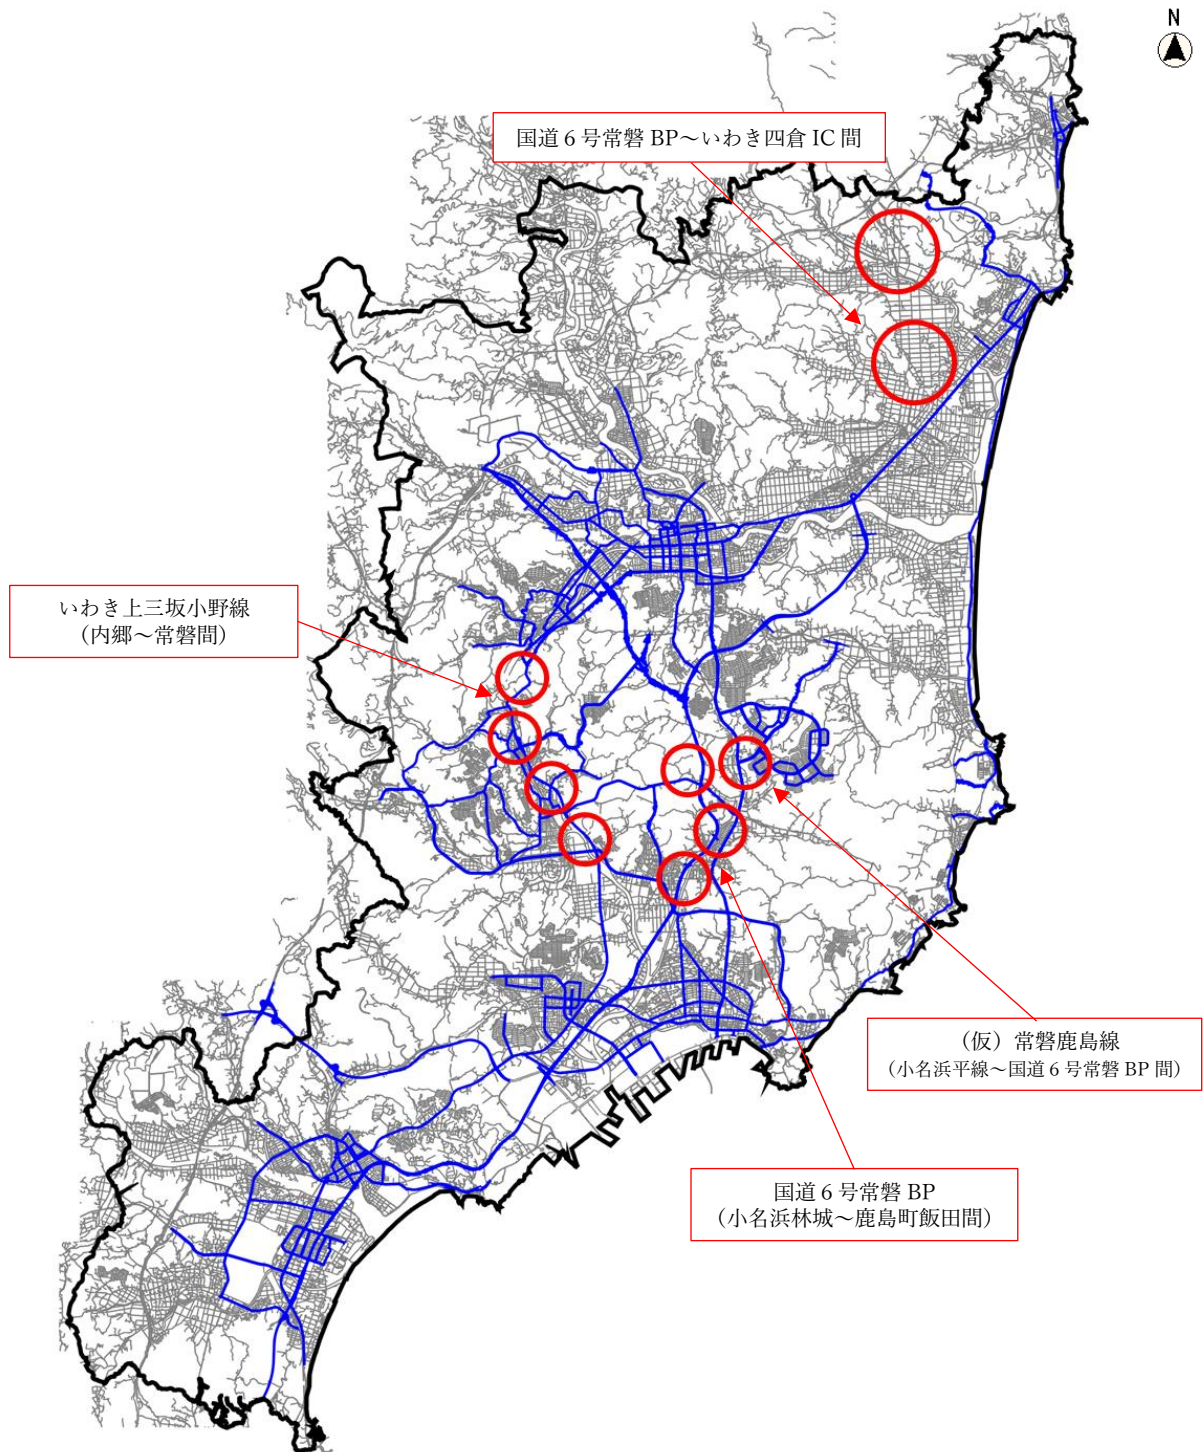 N
国道6号常磐 BP～いわき四倉 IC 間
いわき上三坂小野線
（内郷～常磐間）
（仮）常磐鹿島線
（小名浜平線～国道6号常磐 BP 間）
国道6号常磐 BP
（小名浜林城～鹿島町飯田間）